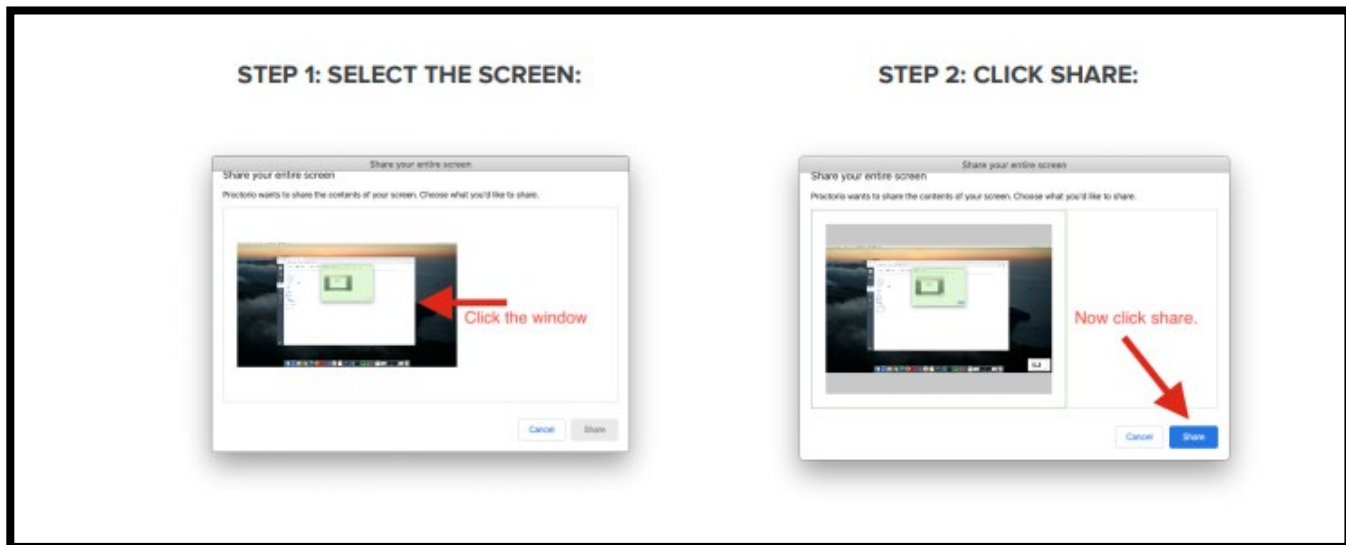 STEP 1: SELECT THE SCREEN:
Share your entire screen
Share your entire screen
Proctorio wants to share the contents of your screen. Choose what you'd like to share.
Click the window
Cancel
Share
STEP 2: CLICK SHARE:
Share your entire screen
Share your entire screen
Proctorio wants to share the contents of your screen. Choose what you'd like to share.
Now click share.
Cancel
Share